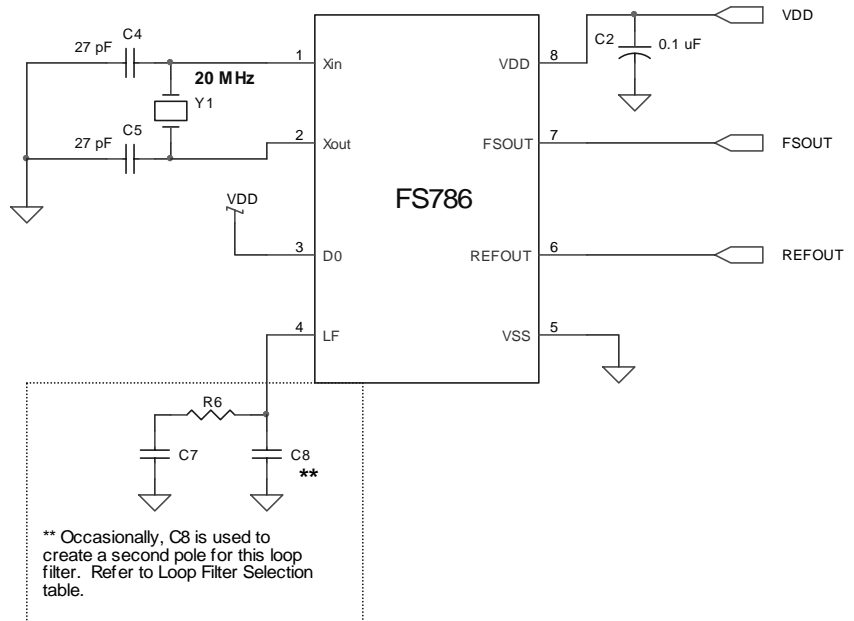 C4
27 pF
20 MHz
Y1
C5
27 pF
VDD
1 Xin
2 Xout
3 D0
4 LF
FS786
VDD 8
FSOUT 7
REFOUT 6
VSS 5
C2
0.1 uF
VDD
FSOUT
REFOUT
R6
C7
C8
**
** Occasionally, C8 is used to
create a second pole for this loop
filter. Refer to Loop Filter Selection
table.